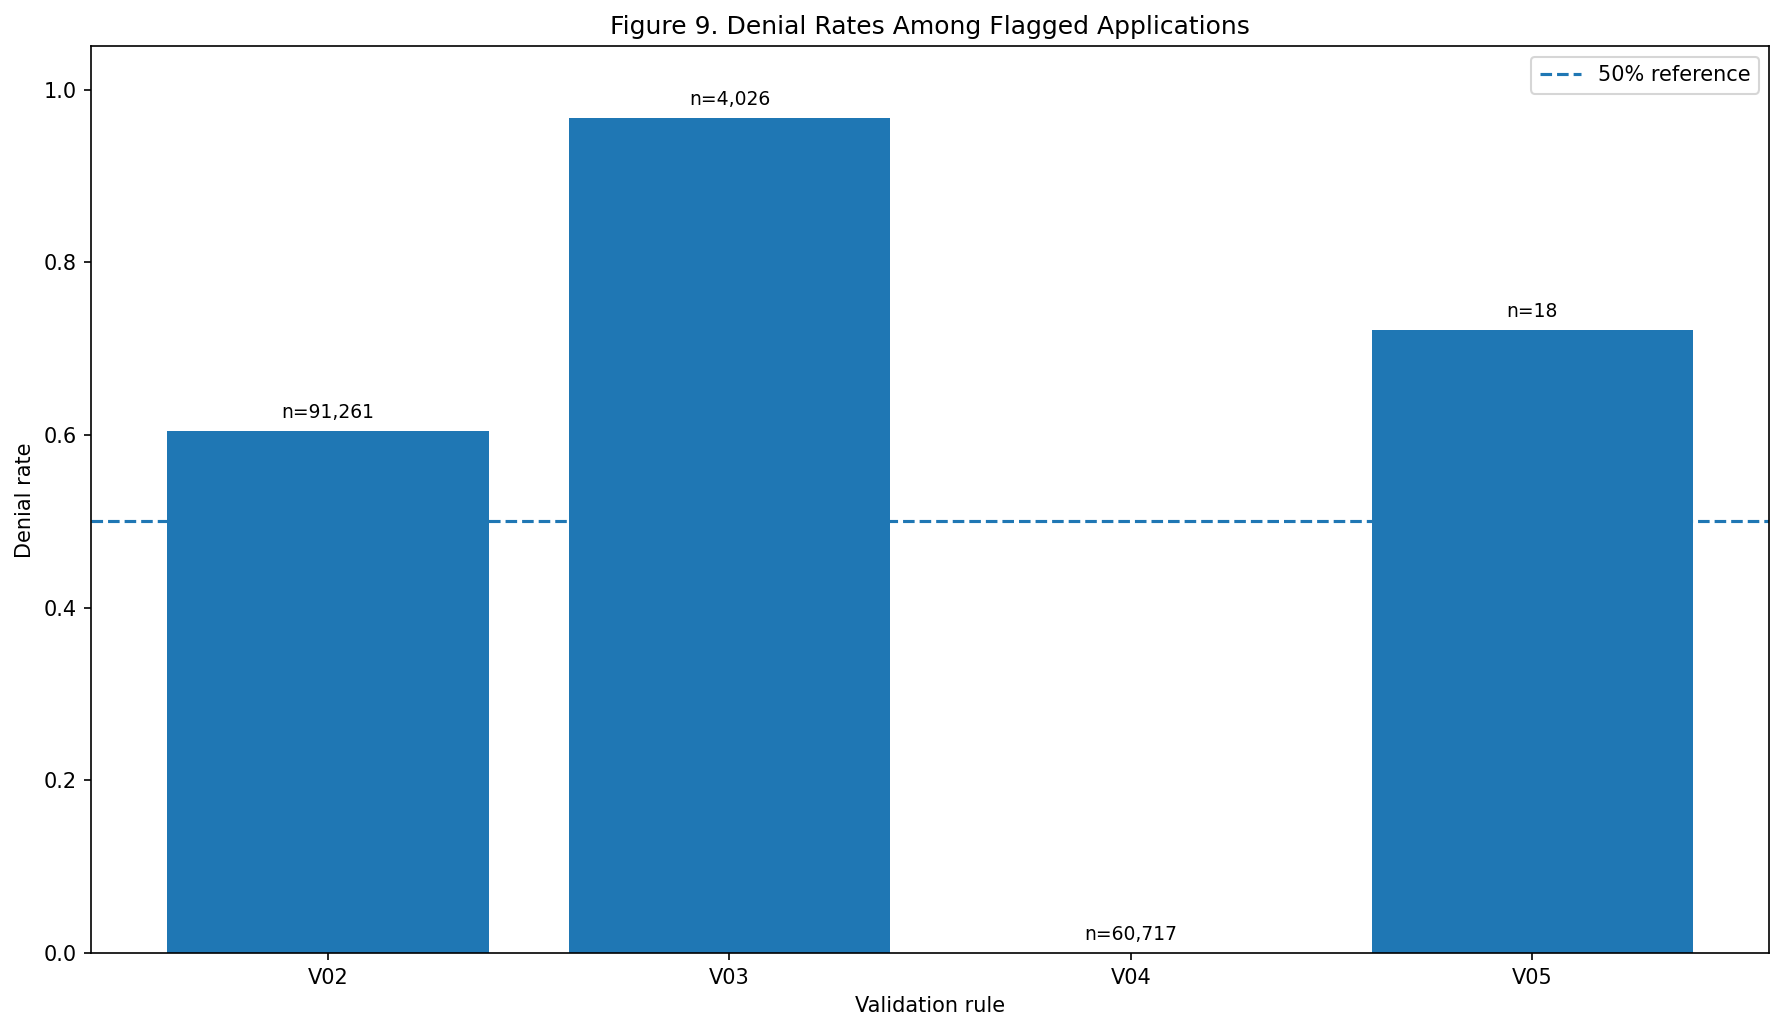 Figure 9. Denial Rates Among Flagged Applications
50% reference
1.0
0.8
0.6
0.4
0.2
0.0
Denial rate
n=91,261
n=4,026
n=60,717
n=18
V02
V03
V04
V05
Validation rule